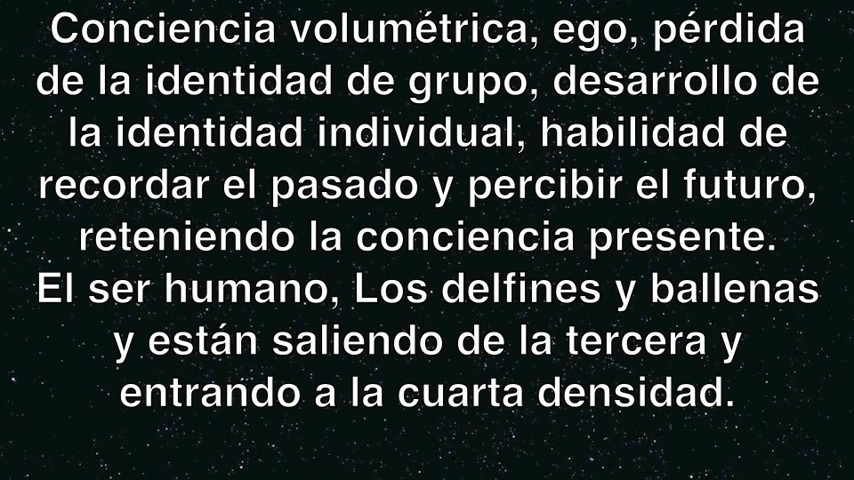 Conciencia volumétrica, ego, pérdida
de la identidad de grupo, desarrollo de
la identidad individual, habilidad de
recordar el pasado y percibir el futuro,
reteniendo la conciencia presente.
El ser humano, Los delfines y ballenas
y están saliendo de la tercera y
entrando a la cuarta densidad.